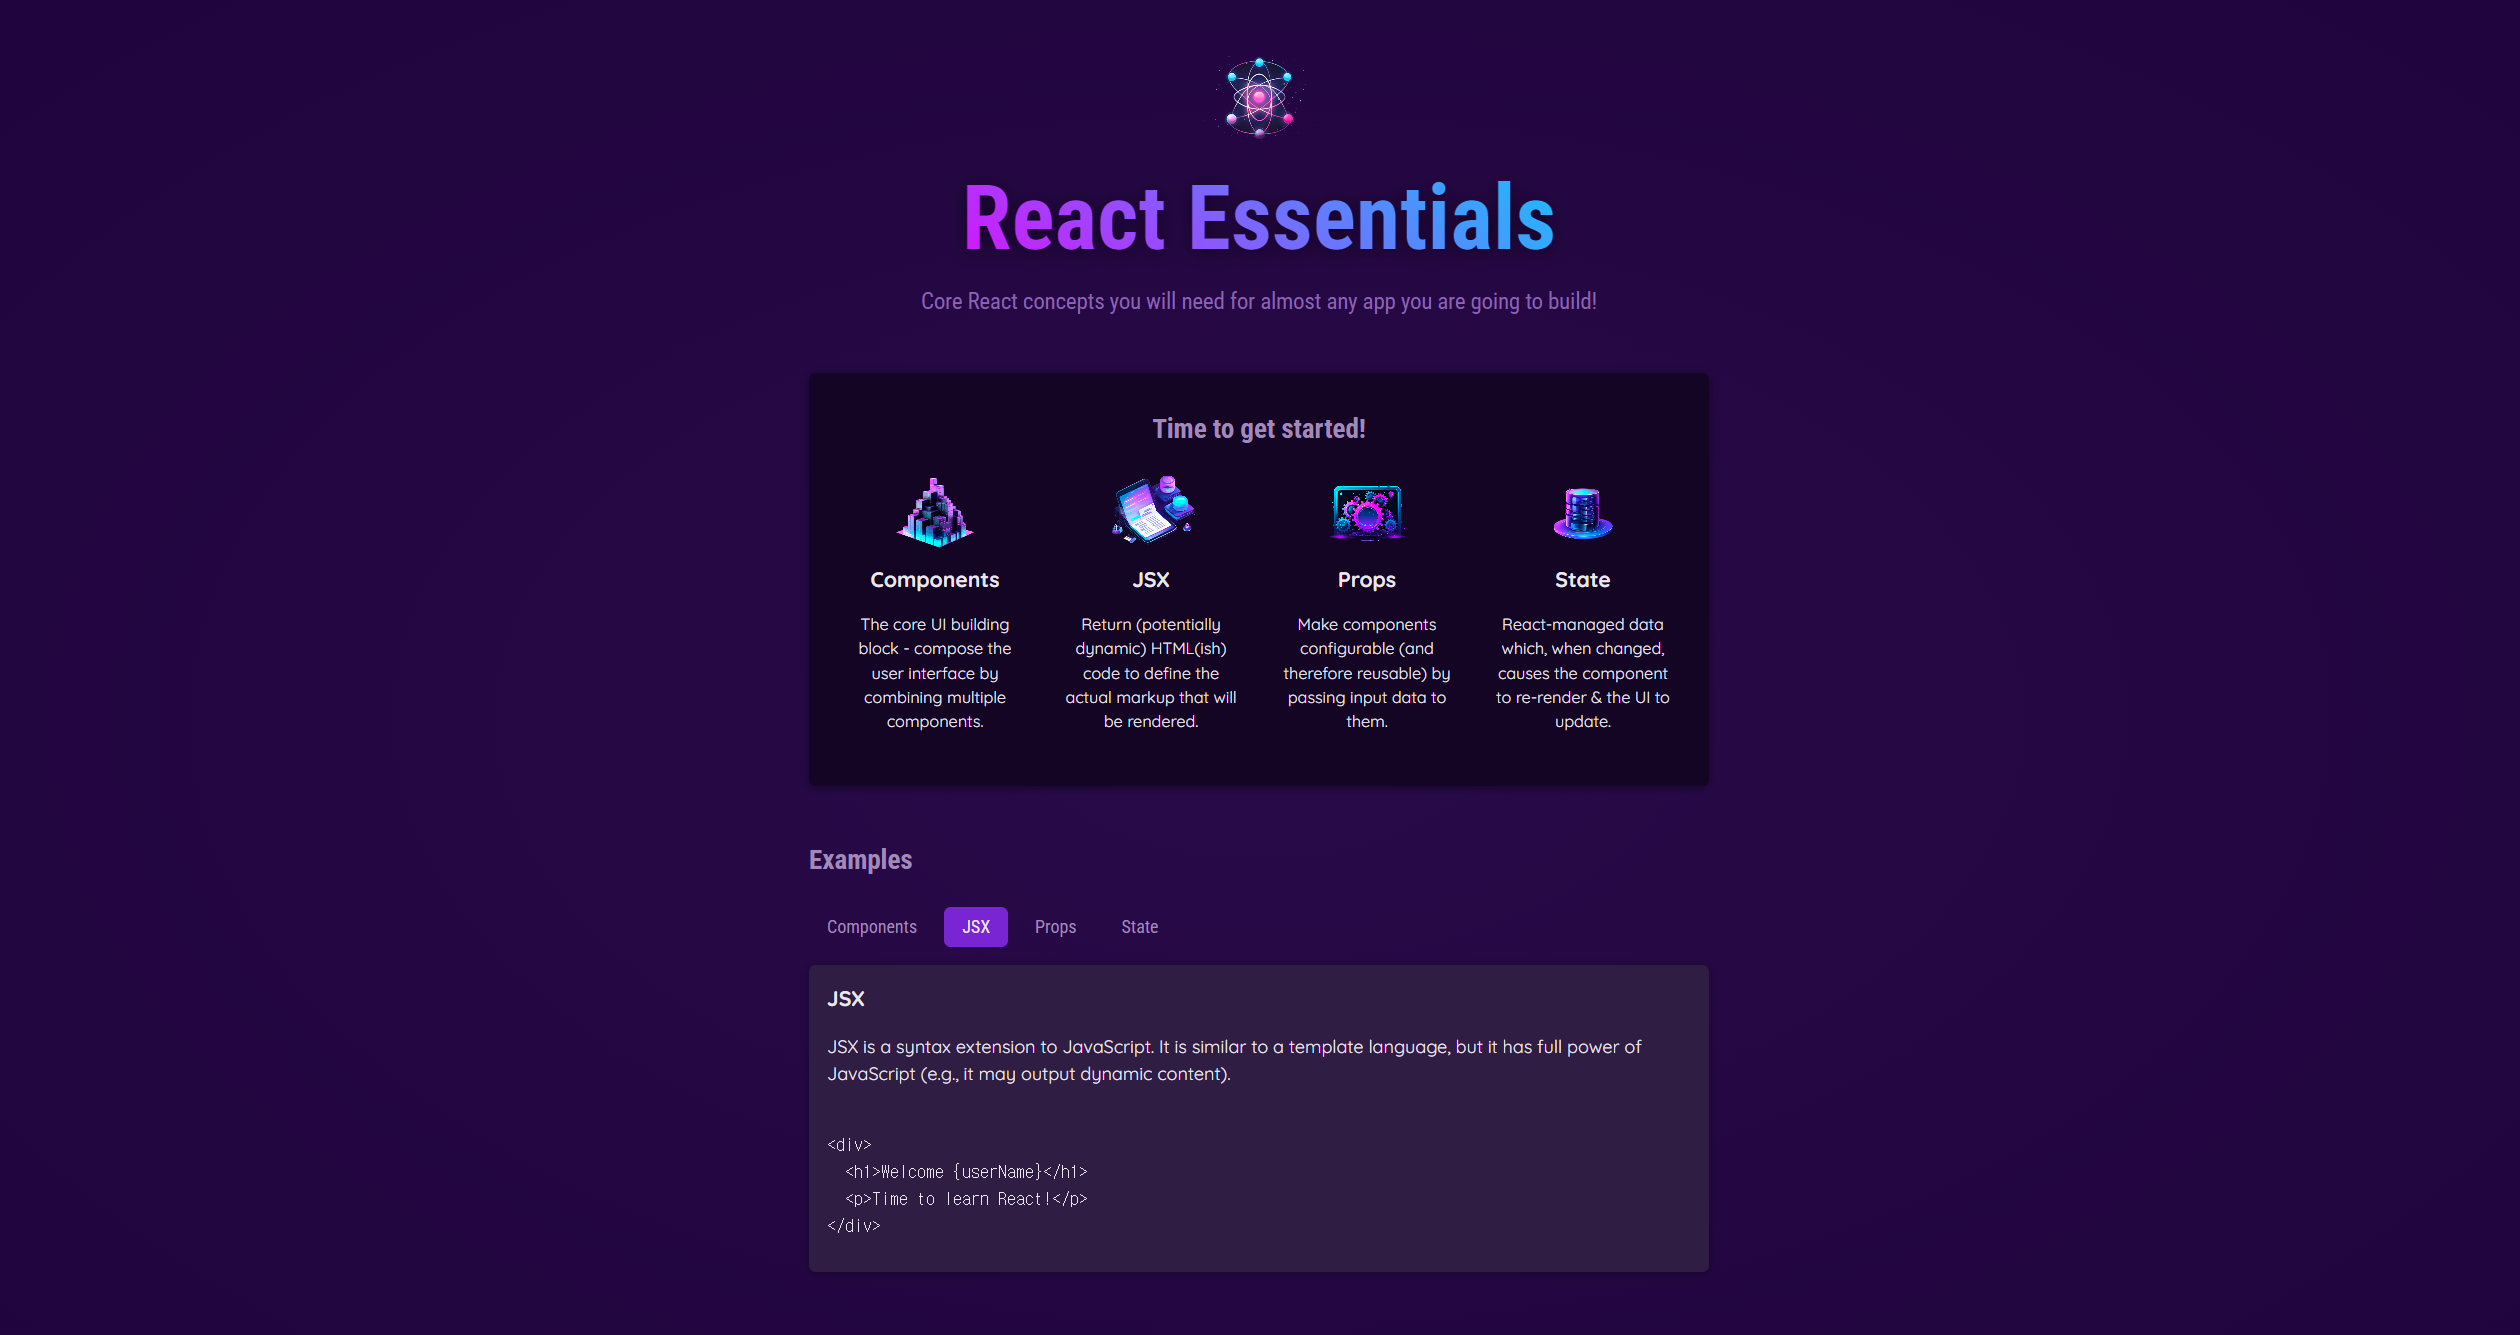 React Essentials
Core React concepts you will need for almost any app you are going to build!
Time to get started!
Components
The core UI building
block - compose the
user interface by
combining multiple
components.
JSX
Return (potentially
dynamic) HTML(ish)
code to define the
actual markup that will
be rendered.
Props
Make components
configurable (and
therefore reusable) by
passing input data to
them.
State
React-managed data
which, when changed,
causes the component
to re-render & the UI to
update.
Examples
Components JSX Props State
JSX
JSX is a syntax extension to JavaScript. It is similar to a template language, but it has full power of
JavaScript (e.g., it may output dynamic content).
<div>
  <h1>Welcome {userName}</h1>
  <p>Time to learn React!</p>
</div>